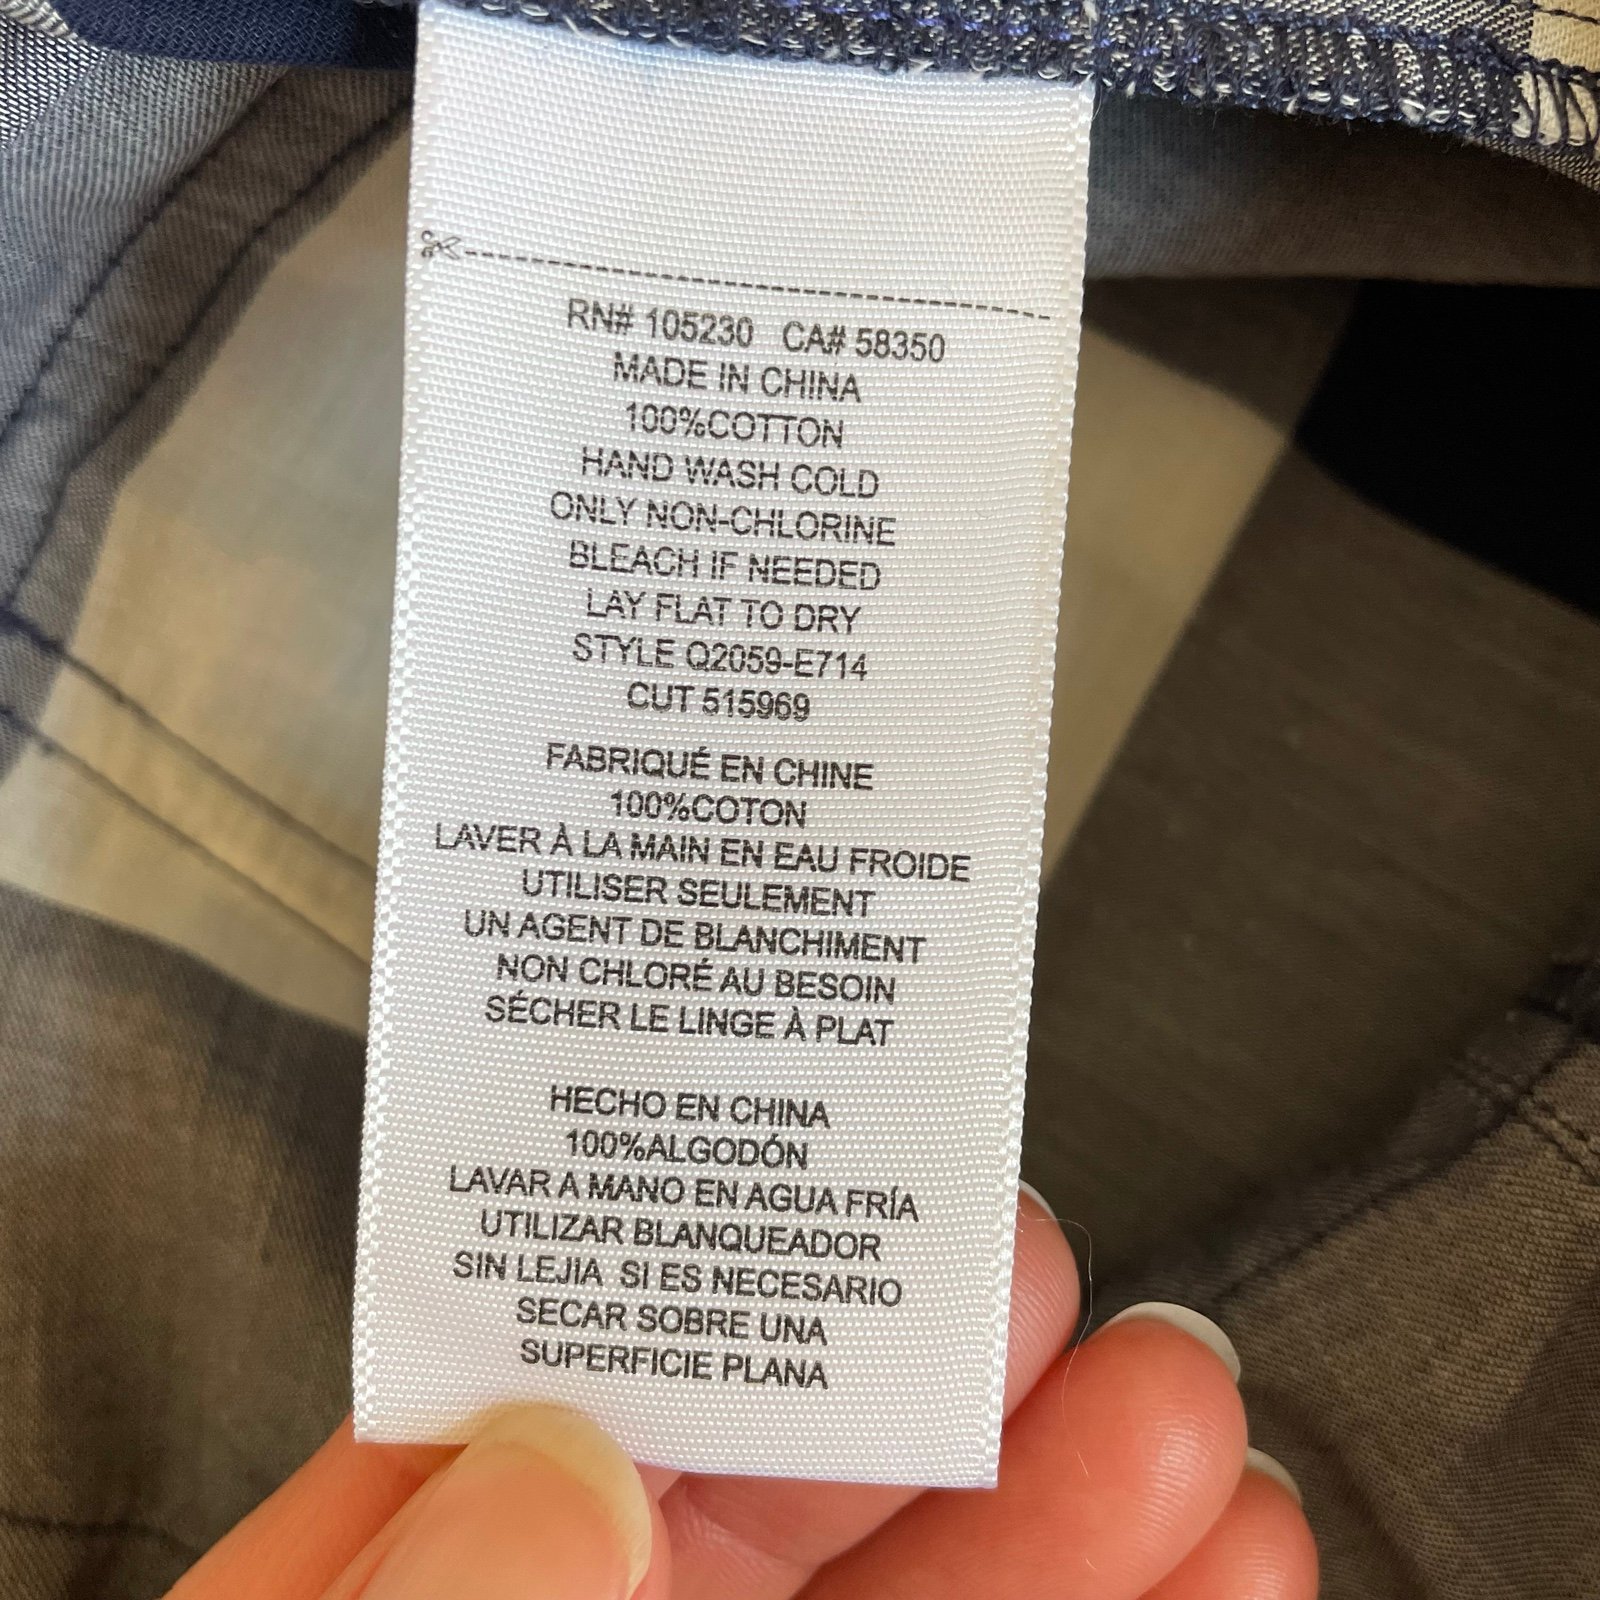 RN# 105230 CA# 58350
MADE IN CHINA
100%COTTON
HAND WASH COLD
ONLY NON-CHLORINE
BLEACH IF NEEDED
LAY FLAT TO DRY
STYLE Q2059-E714
CUT 515969
FABRIQUÉ EN CHINE
100%COTON
LAVER À LA MAIN EN EAU FROIDE
UTILISER SEULEMENT
UN AGENT DE BLANCHIMENT
NON CHLORÉ AU BESOIN
SÉCHER LE LINGE À PLAT
HECHO EN CHINA
100%ALGODÓN
LAVAR A MANO EN AGUA FRÍA
UTILIZAR BLANQUEADOR
SIN LEJIA SI ES NECESARIO
SECAR SOBRE UNA
SUPERFICIE PLANA